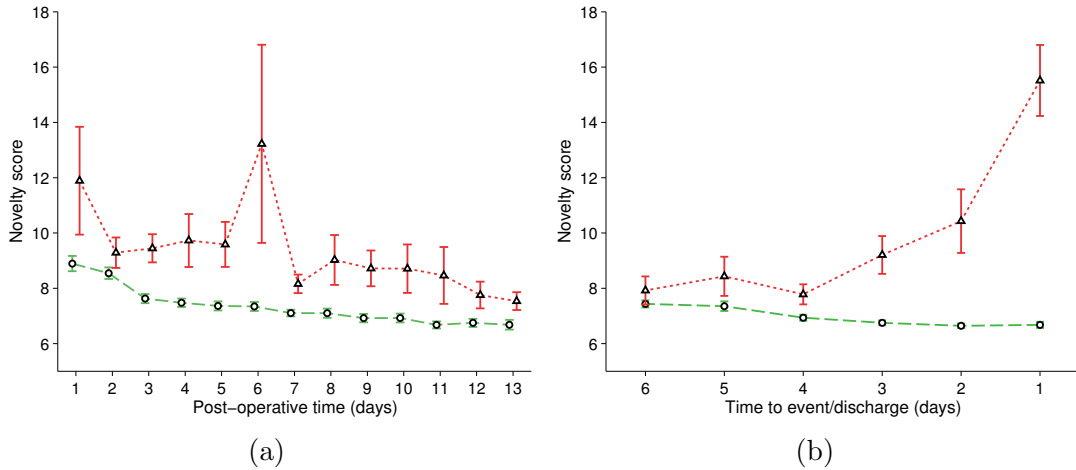 18
16
14
12
10
8
6
Novelty score
1 2 3 4 5 6 7 8 9 10 11 12 13
Post-operative time (days)
(a)
18
16
14
12
10
8
6
Novelty score
6 5 4 3 2 1
Time to event/discharge (days)
(b)